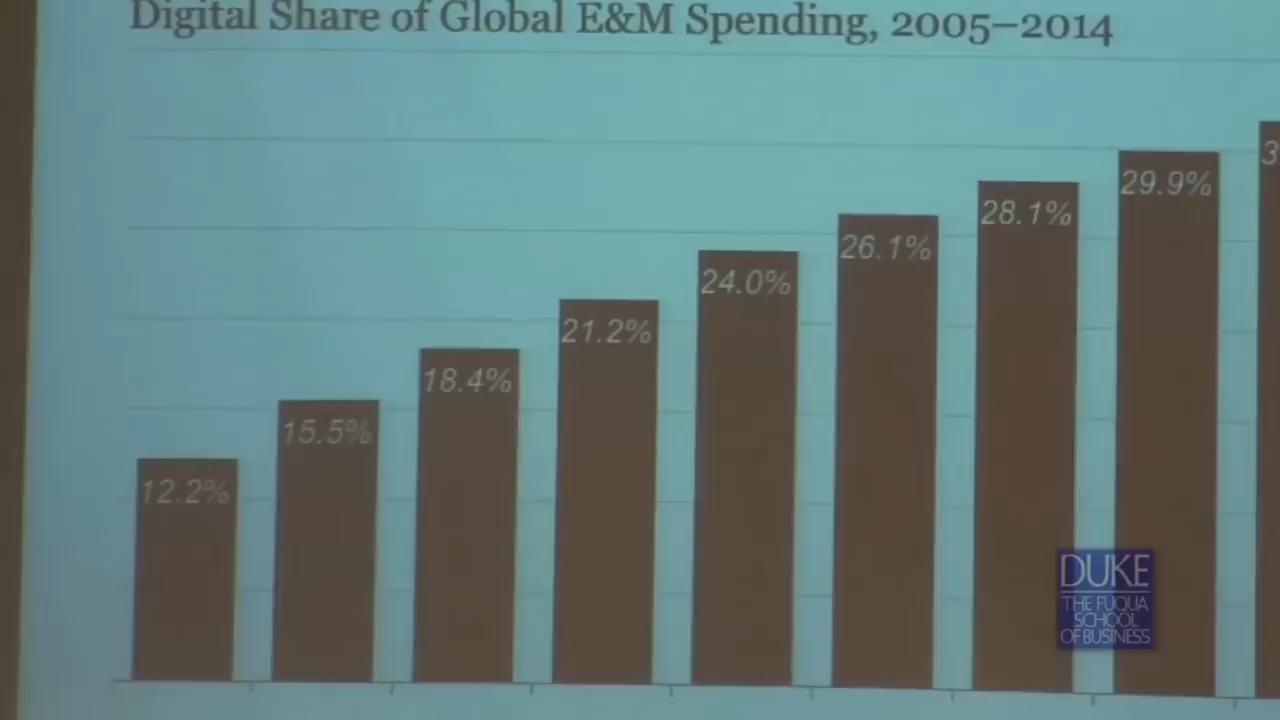 Digital Share of Global E&M Spending, 2005–2014
29.9%
28.1%
26.1%
24.0%
21.2%
18.4%
15.5%
12.2%
DUKE
THE FUQUA
SCHOOL
OF BUSINESS